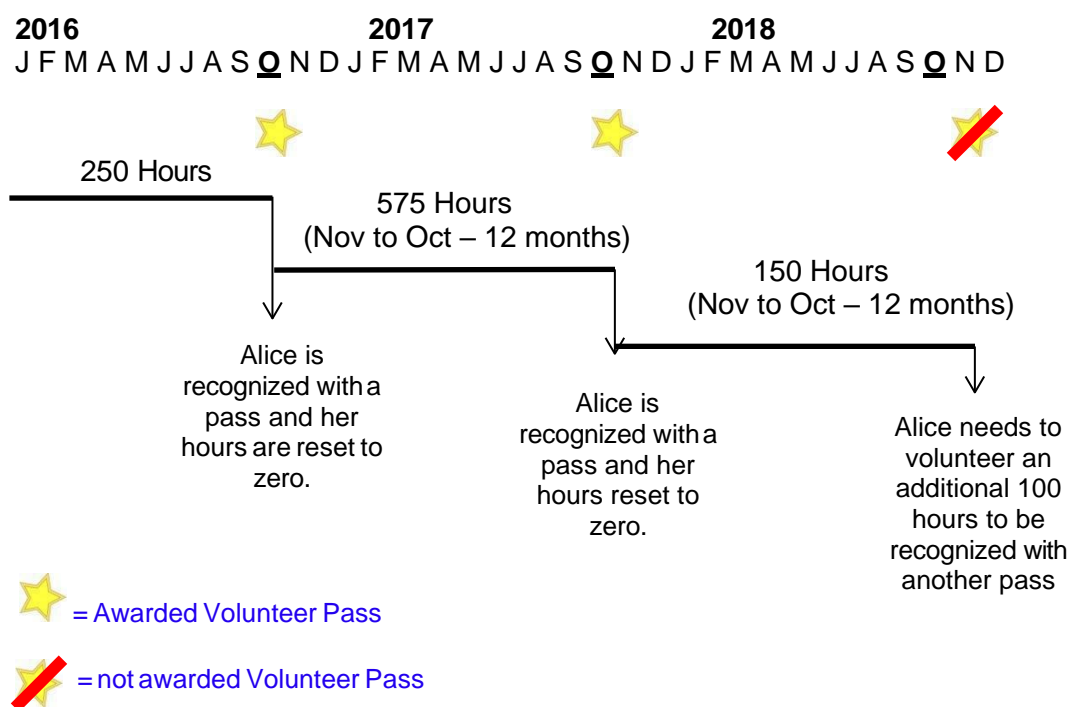 2016 2017 2018
J F M A M J J A S O N D J F M A M J J A S O N D J F M A M J J A S O N D
250 Hours
575 Hours
(Nov to Oct – 12 months)
150 Hours
(Nov to Oct – 12 months)
Alice is
recognized with a
pass and her
hours are reset to
zero.
Alice is
recognized with a
pass and her
hours reset to
zero.
Alice needs to
volunteer an
additional 100
hours to be
recognized with
another pass
= Awarded Volunteer Pass
= not awarded Volunteer Pass